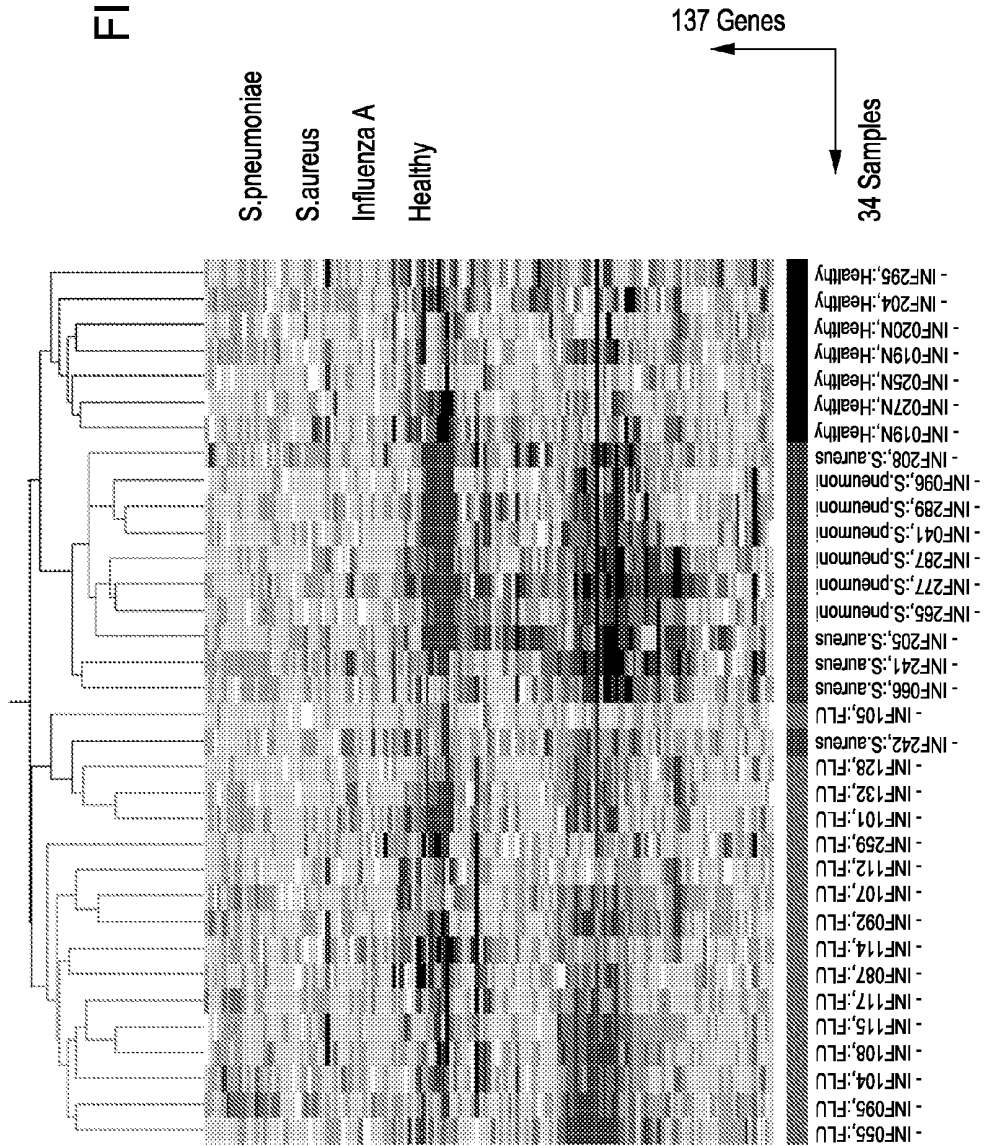 FI
137 Genes
34 Samples
S.pneumoniae
S.aureus
Influenza A
Healthy
- INF295,:Healthy
- INF204,:Healthy
- INF020N,:Healthy
- INF019N,:Healthy
- INF025N,:Healthy
- INF027N,:Healthy
- INF019N,:Healthy
- INF208,:S.aureus
- INF096,:S.pneumoni
- INF289,:S.pneumoni
- INF041,:S.pneumoni
- INF287,:S.pneumoni
- INF277,:S.pneumoni
- INF265,:S.pneumoni
- INF205,:S.aureus
- INF241,:S.aureus
- INF066,:S.aureus
- INF105,:FLU
- INF242,:S.aureus
- INF128,:FLU
- INF132,:FLU
- INF101,:FLU
- INF259,:FLU
- INF112,:FLU
- INF107,:FLU
- INF092,:FLU
- INF114,:FLU
- INF087,:FLU
- INF117,:FLU
- INF115,:FLU
- INF108,:FLU
- INF104,:FLU
- INF095,:FLU
- INF055,:FLU